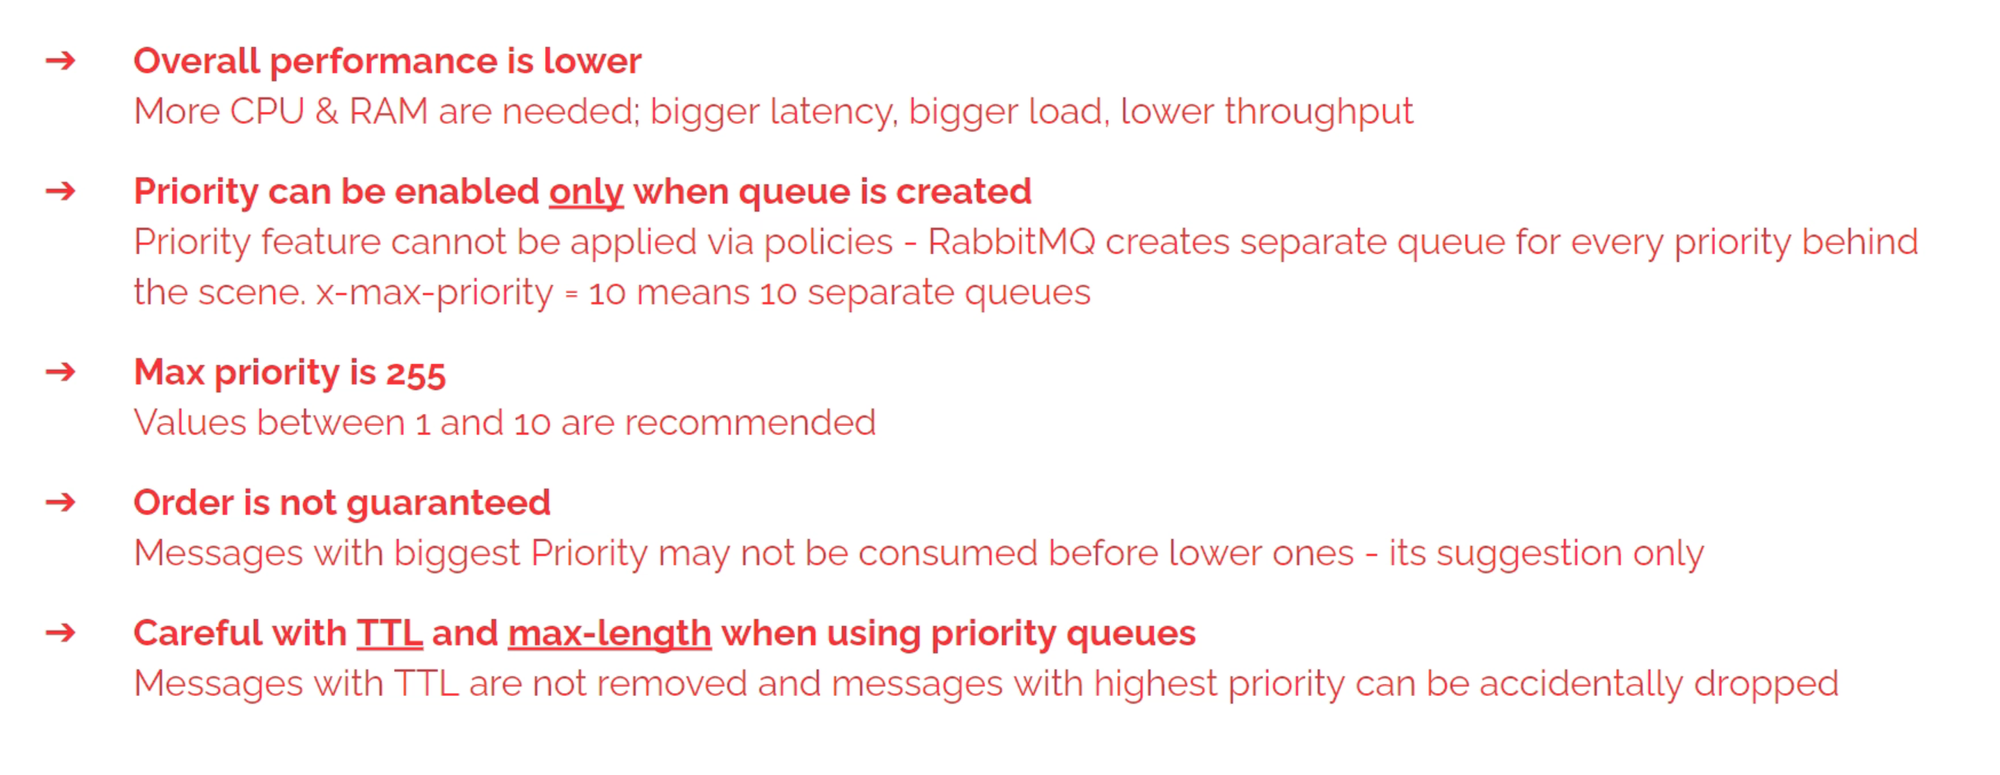 ➔ Overall performance is lower
More CPU & RAM are needed; bigger latency, bigger load, lower throughput
➔ Priority can be enabled only when queue is created
Priority feature cannot be applied via policies - RabbitMQ creates separate queue for every priority behind
the scene. x-max-priority = 10 means 10 separate queues
➔ Max priority is 255
Values between 1 and 10 are recommended
➔ Order is not guaranteed
Messages with biggest Priority may not be consumed before lower ones - its suggestion only
➔ Careful with TTL and max-length when using priority queues
Messages with TTL are not removed and messages with highest priority can be accidentally dropped